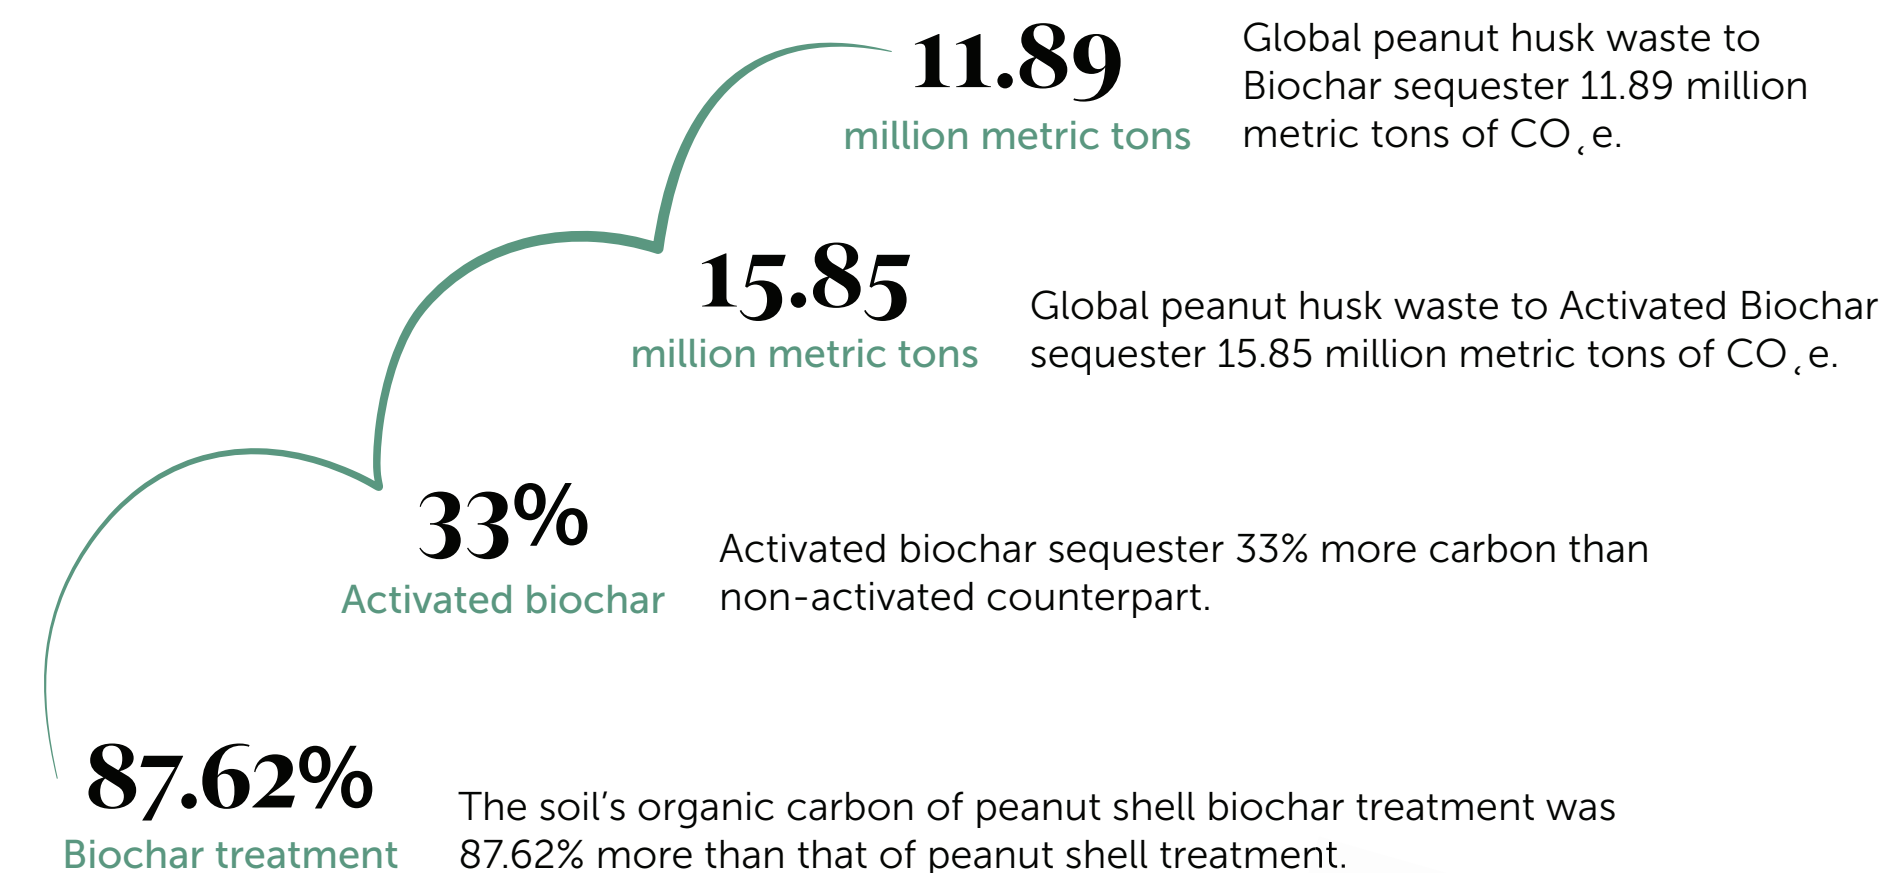 11.89
million metric tons
Global peanut husk waste to
Biochar sequester 11.89 million
metric tons of CO˛e.
15.85
million metric tons
Global peanut husk waste to Activated Biochar
sequester 15.85 million metric tons of CO˛e.
33%
Activated biochar
Activated biochar sequester 33% more carbon than
non-activated counterpart.
87.62%
Biochar treatment
The soil’s organic carbon of peanut shell biochar treatment was
87.62% more than that of peanut shell treatment.